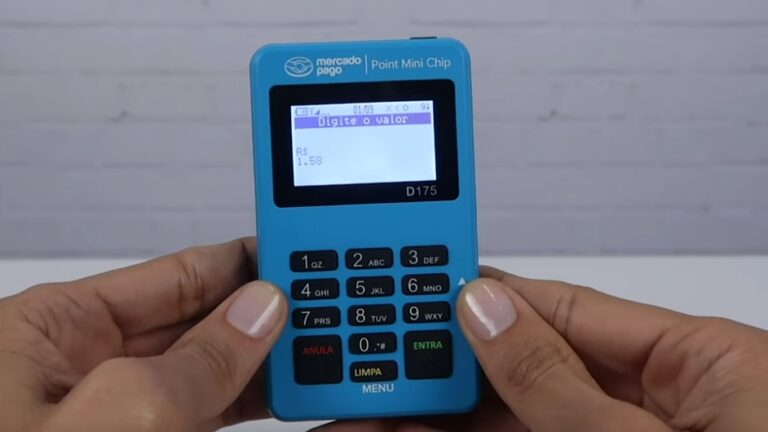 mercado pago | Point Mini Chip
01/09
Digite o valor
R$
1.58
D175
1 QZ. 2 ABC 3 DEF
4 GHI 5 JKL 6 MNO
7 PRS 8 TUV 9 WXY
ANULA 0 .*# ENTRA
LIMPA
MENU